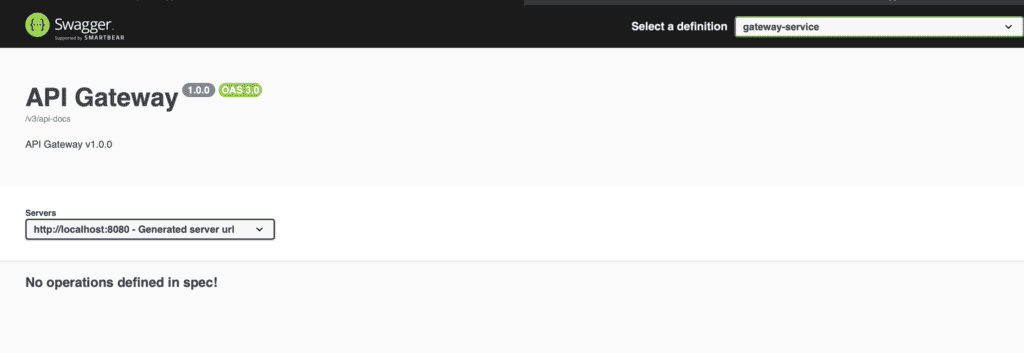 Swagger.
Supported by SMARTBEAR
Select a definition
gateway-service
API Gateway 1.0.0 OAS 3.0
/v3/api-docs
API Gateway v1.0.0
Servers
http://localhost:8080 - Generated server url
No operations defined in spec!